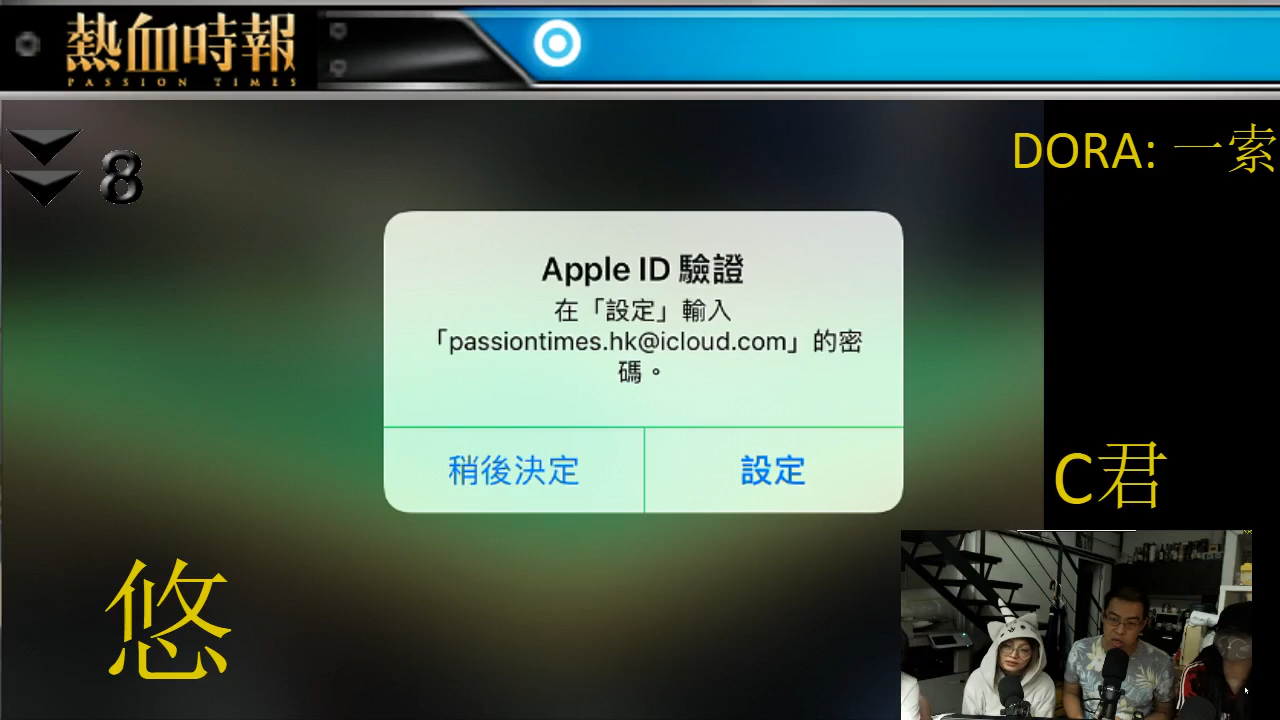 熱血時報
PASSION TIMES
8
DORA: 一索
Apple ID 驗證
在「設定」輸入
「passiontimes.hk@icloud.com」的密
碼。
稍後決定
設定
C君
悠